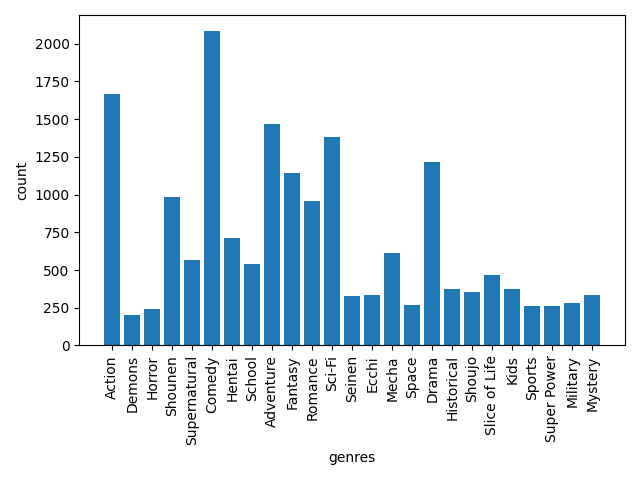 2000
1750
1500
1250
1000
750
500
250
0
count
Action
Demons
Horror
Shounen
Supernatural
Comedy
Hentai
School
Adventure
Fantasy
Romance
Sci-Fi
Seinen
Ecchi
Mecha
Space
Drama
Historical
Shoujo
Slice of Life
Kids
Sports
Super Power
Military
Mystery
genres